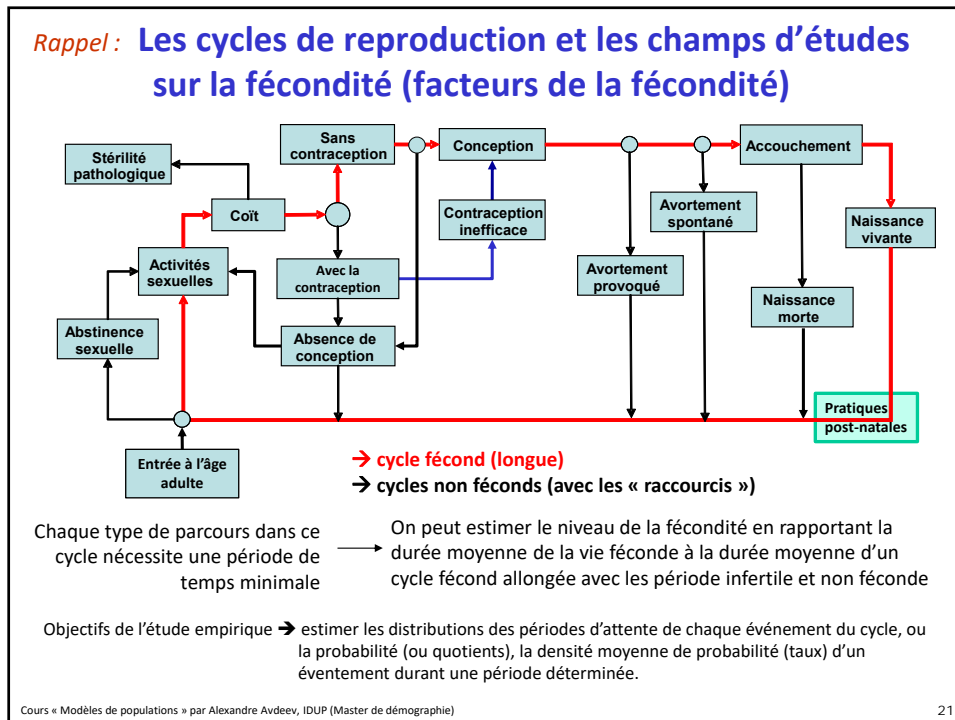 Rappel : Les cycles de reproduction et les champs d'études
sur la fécondité (facteurs de la fécondité)
Stérilité
pathologique
Sans
contraception
Conception
Accouchement
Coït
Contraception
inefficace
Avortement
spontané
Naissance
vivante
Activités
sexuelles
Avec la
contraception
Avortement
provoqué
Abstinence
sexuelle
Absence de
conception
Naissance
morte
Pratiques
post-natales
Entrée à l'âge
adulte
→ cycle fécond (longue)
→ cycles non féconds (avec les « raccourcis »)
Chaque type de parcours dans ce
cycle nécessite une période de
temps minimale
On peut estimer le niveau de la fécondité en rapportant la
durée moyenne de la vie féconde à la durée moyenne d'un
cycle fécond allongée avec les période infertile et non féconde
Objectifs de l'étude empirique → estimer les distributions des périodes d'attente de chaque événement du cycle, ou
la probabilité (ou quotients), la densité moyenne de probabilité (taux) d'un
éventement durant une période déterminée.
Cours « Modèles de populations » par Alexandre Avdeev, IDUP (Master de démographie)
21